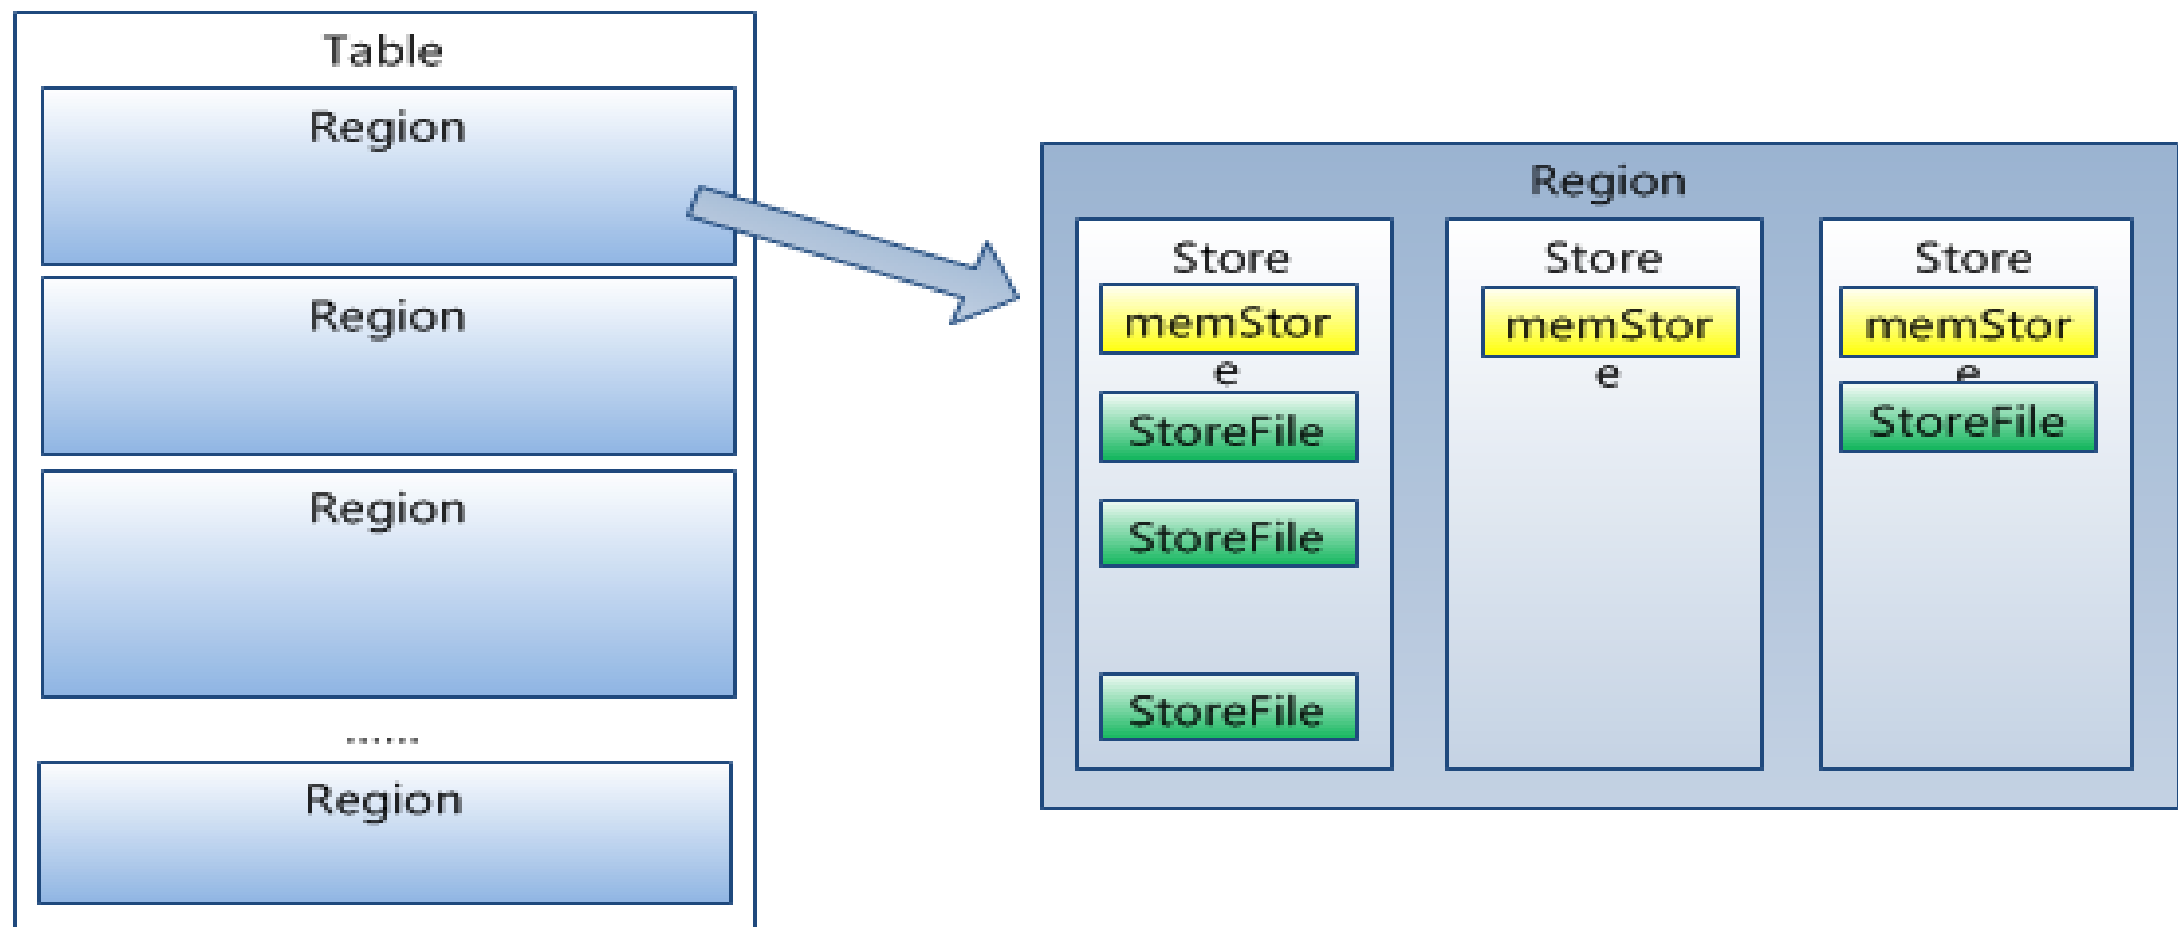 Table
Region
Region
Region
......
Region
Region
Store
memStor
e
StoreFile
StoreFile
StoreFile
Store
memStor
e
Store
memStor
e
StoreFile